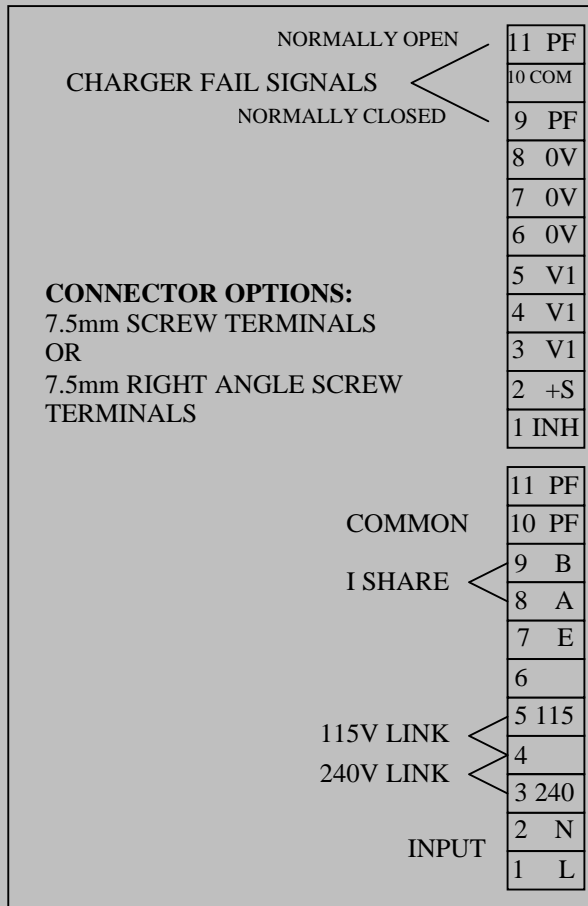 NORMALLY OPEN
11 PF
CHARGER FAIL SIGNALS
10 COM
NORMALLY CLOSED
9 PF
8 0V
7 0V
6 0V
5 V1
4 V1
3 V1
2 +S
1 INH
CONNECTOR OPTIONS:
7.5mm SCREW TERMINALS
OR
7.5mm RIGHT ANGLE SCREW
TERMINALS
11 PF
COMMON
10 PF
I SHARE
9 B
8 A
7 E
6
115V LINK
5 115
4
240V LINK
3 240
INPUT
2 N
1 L